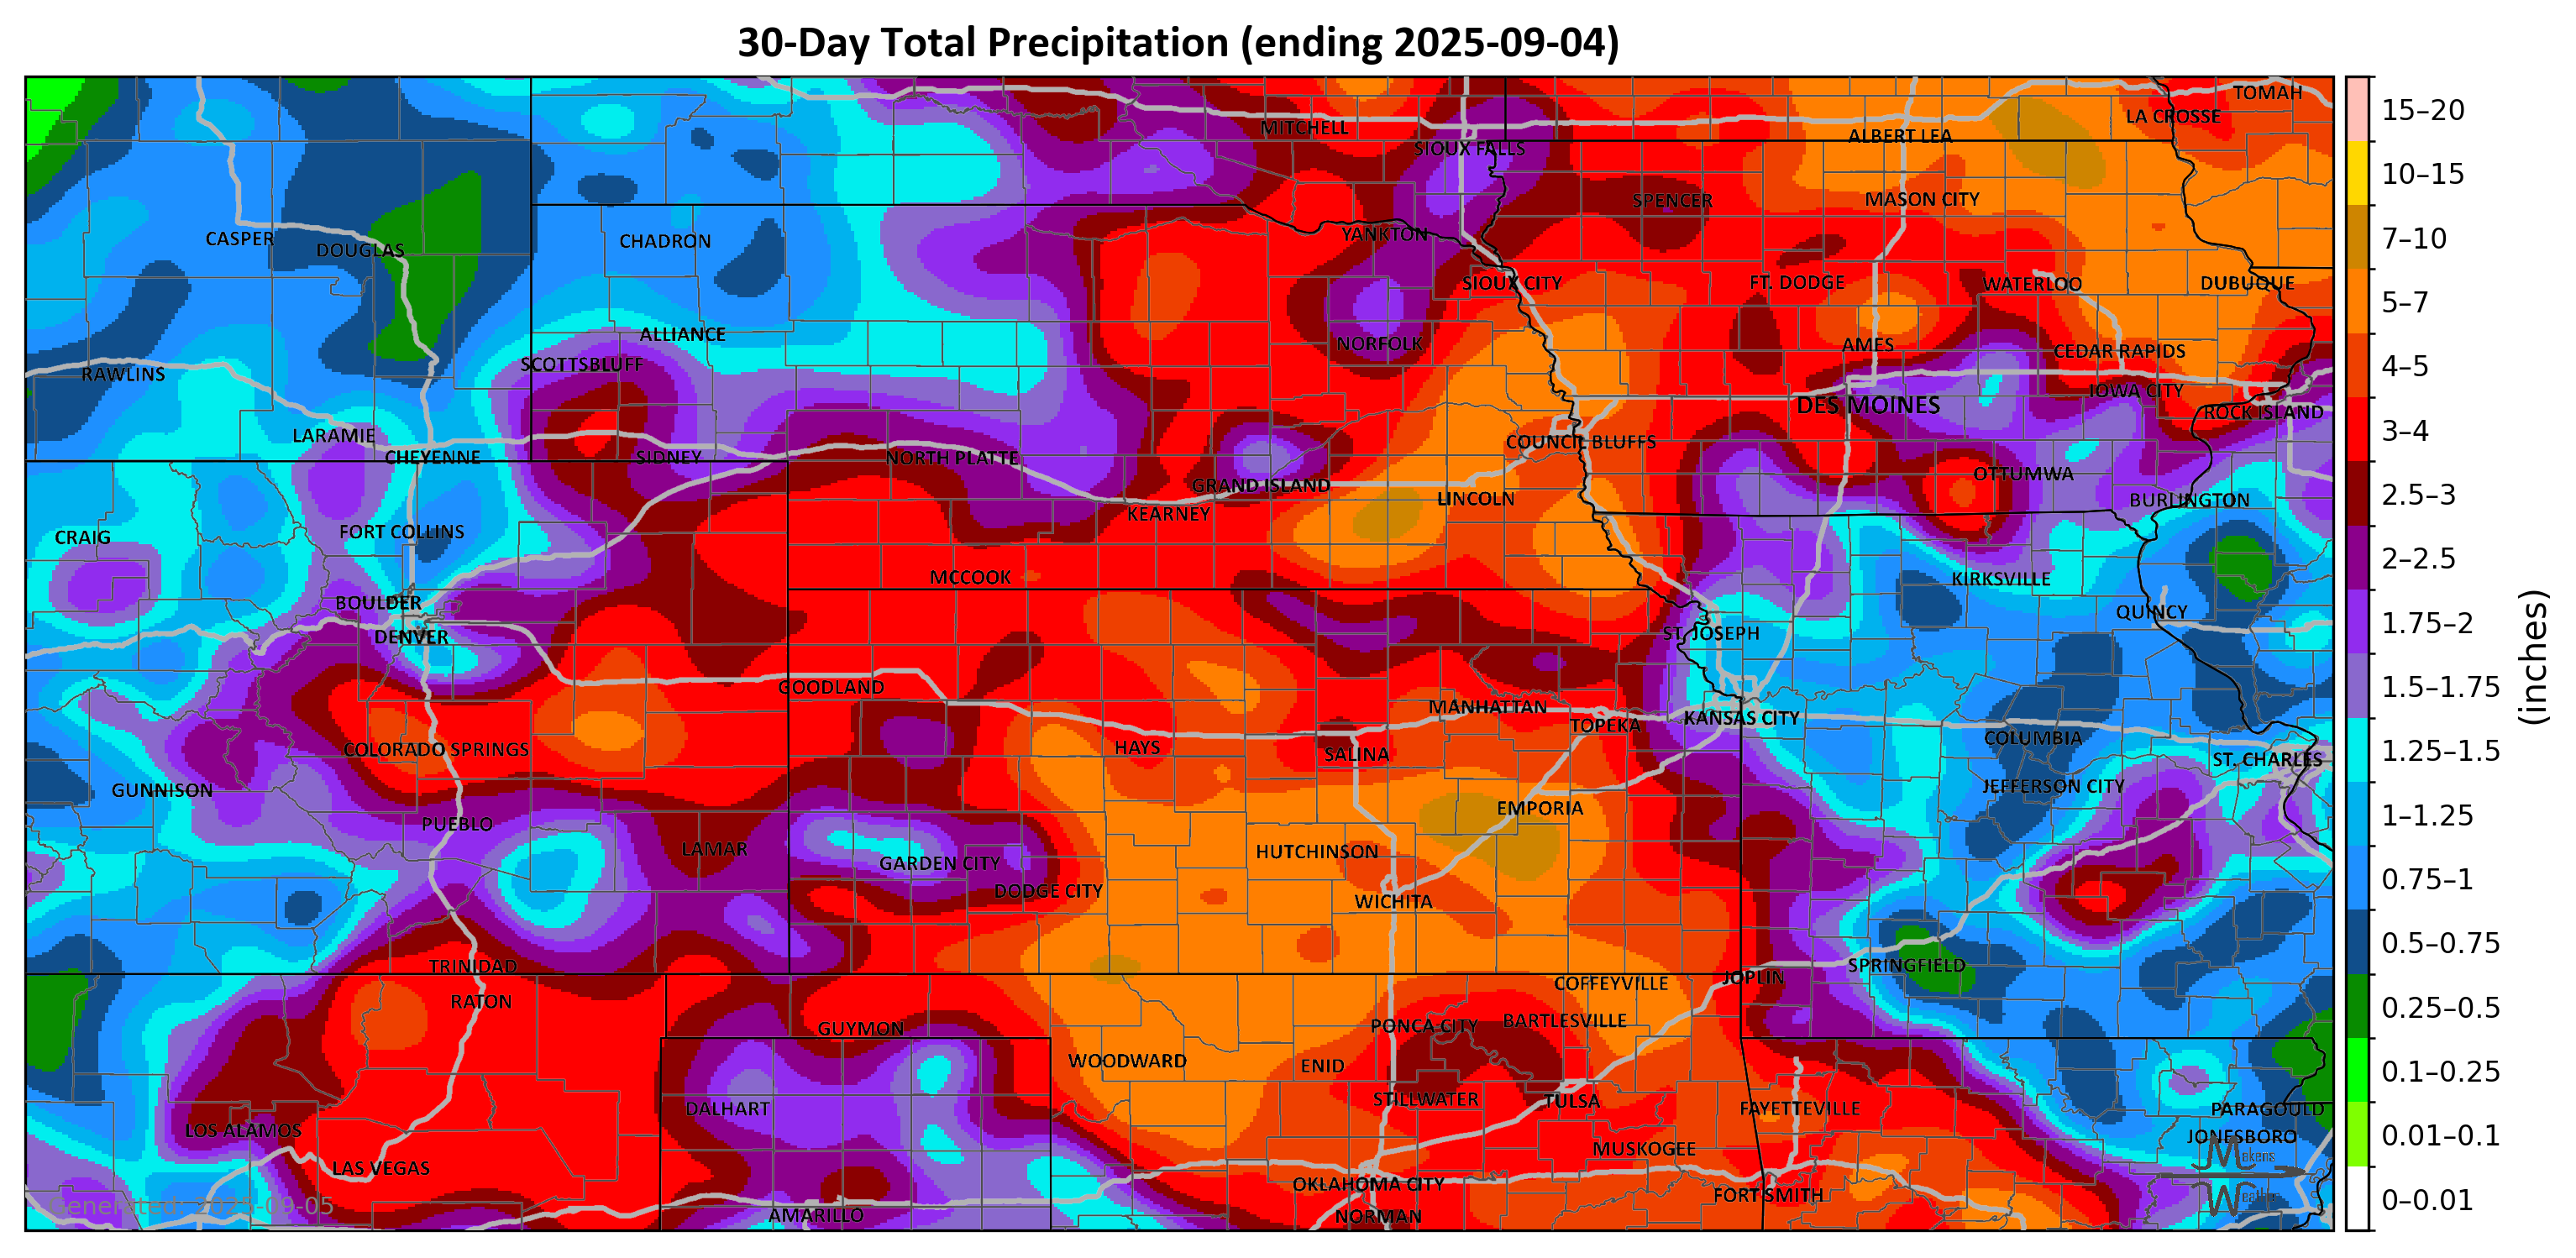 30-Day Total Precipitation (ending 2025-09-04)
TOMAH
LA CROSSE
MITCHELL
ALBERT LEA
SIOUX FALLS
SPENCER
MASON CITY
CASPER
DOUGLAS
CHADRON
YANKTON
SIOUX CITY
FT. DODGE
WATERLOO
DUBUQUE
ALLIANCE
SCOTTSBLUFF
NORFOLK
AMES
CEDAR RAPIDS
RAWLINS
IOWA CITY
DES MOINES
ROCK ISLAND
LARAMIE
COUNCIL BLUFFS
CHEYENNE
SIDNEY
NORTH PLATTE
OTTUMWA
GRAND ISLAND
LINCOLN
BURLINGTON
KEARNEY
CRAIG
FORT COLLINS
MCCOOK
KIRKSVILLE
BOULDER
QUINCY
DENVER
ST. JOSEPH
GOODLAND
MANHATTAN
TOPEKA
KANSAS CITY
COLUMBIA
COLORADO SPRINGS
HAYS
SALINA
ST. CHARLES
GUNNISON
JEFFERSON CITY
EMPORIA
PUEBLO
LAMAR
HUTCHINSON
GARDEN CITY
DODGE CITY
WICHITA
TRINIDAD
SPRINGFIELD
JOPLIN
COFFEYVILLE
RATON
GUYMON
PONCA CITY
BARTLESVILLE
WOODWARD
ENID
STILLWATER
TULSA
DALHART
FAYETTEVILLE
PARAGOULD
LOS ALAMOS
JONESBORO
MUSKOGEE
LAS VEGAS
OKLAHOMA CITY
FORT SMITH
AMARILLO
NORMAN
Makens
Weather
Generated: 2025-09-05
15–20
10–15
7–10
5–7
4–5
3–4
2.5–3
2–2.5
1.75–2
1.5–1.75
1.25–1.5
1–1.25
0.75–1
0.5–0.75
0.25–0.5
0.1–0.25
0.01–0.1
0–0.01
(inches)